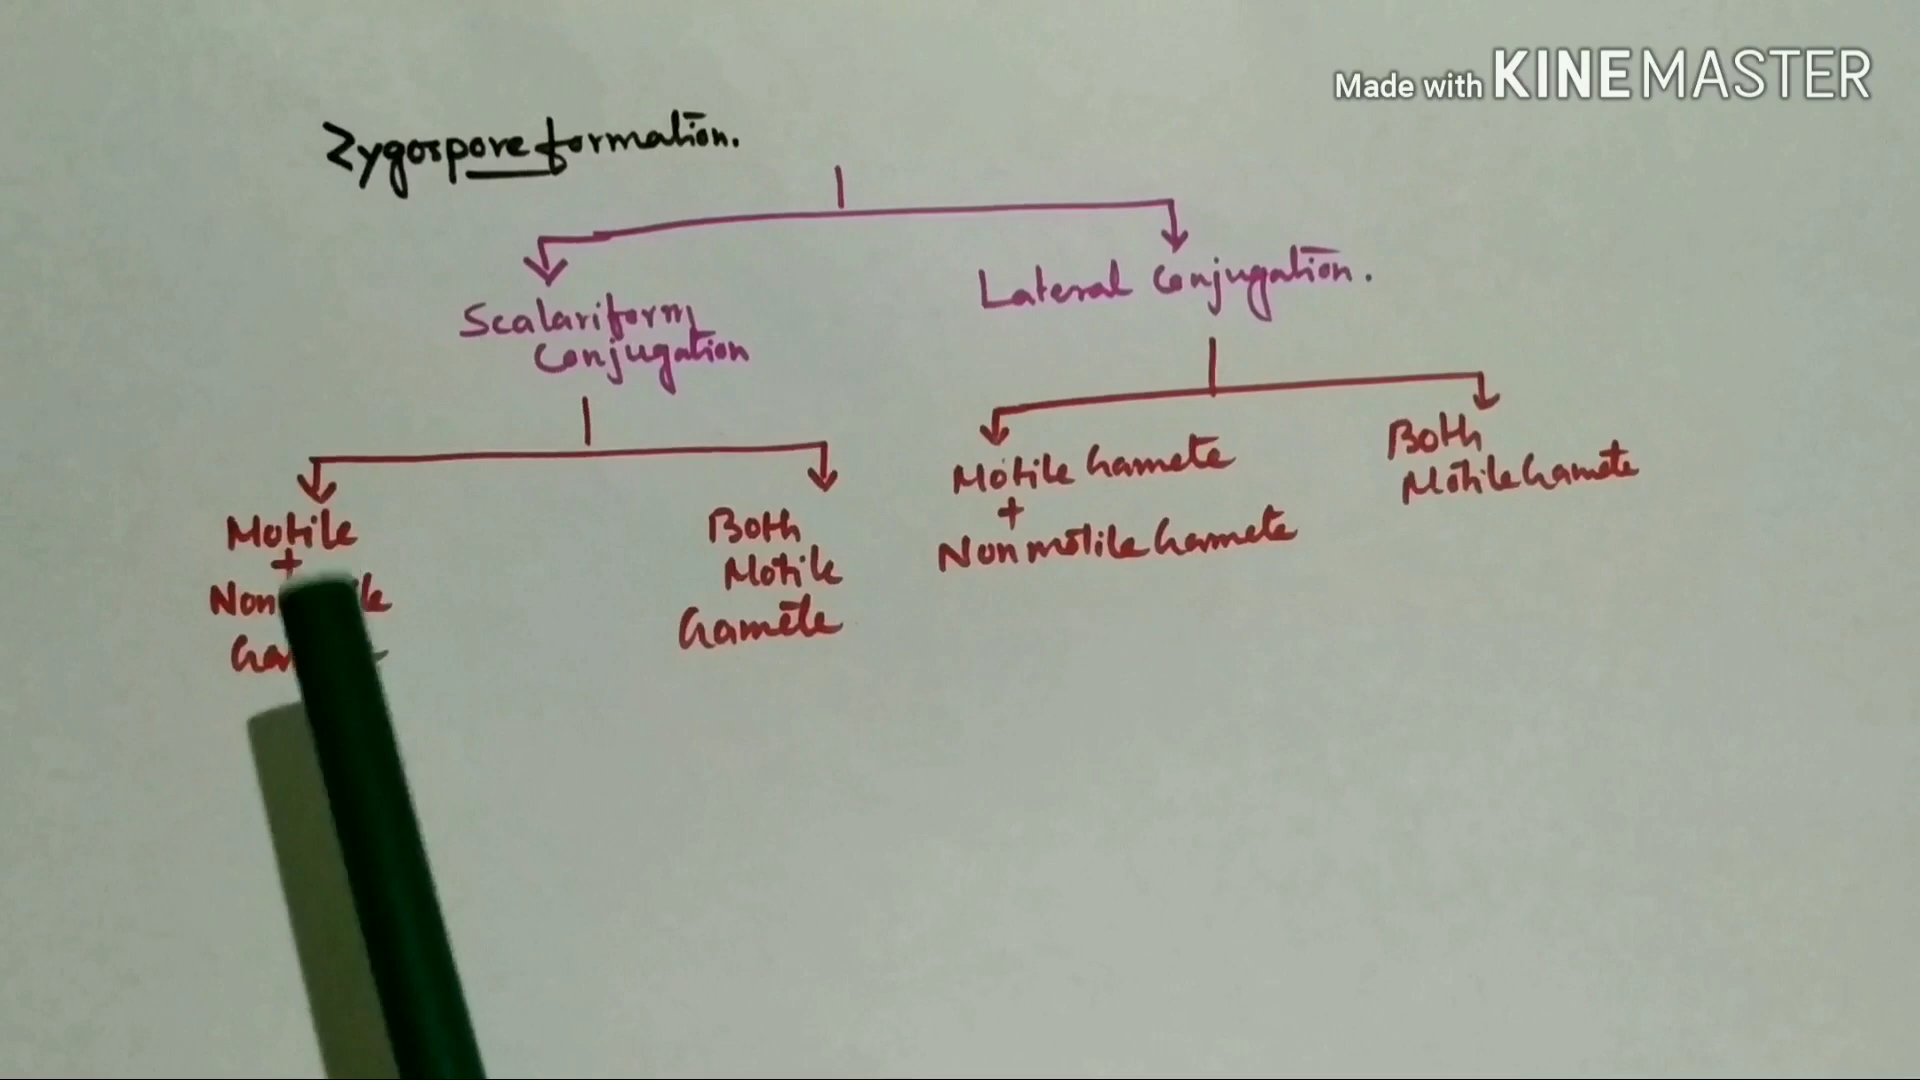 Made with KINEMASTER
Zygospore formation.
Scalariform
Conjugation
Lateral Conjugation.
Motile
+
Gamete
Both
Motile
Gamete
Motile Gamete
+
Non motile Gamete
Both
Motile Gamete